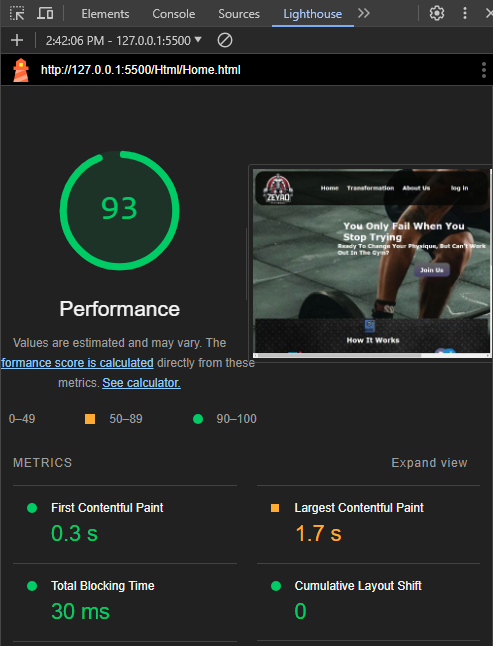 Elements Console Sources Lighthouse
2:42:06 PM - 127.0.0.1:5500
http://127.0.0.1:5500/Html/Home.html
93
Performance
Values are estimated and may vary. The
formance score is calculated directly from these
metrics. See calculator.
0–49 50–89 90–100
ZEYAD
Home Transformation About Us log in
You Only Fail When You
Stop Trying
Ready To Change Your Physique, But Can't Work
Out In The Gym?
Join Us
How It Works
METRICS Expand view
First Contentful Paint
0.3 s
Largest Contentful Paint
1.7 s
Total Blocking Time
30 ms
Cumulative Layout Shift
0